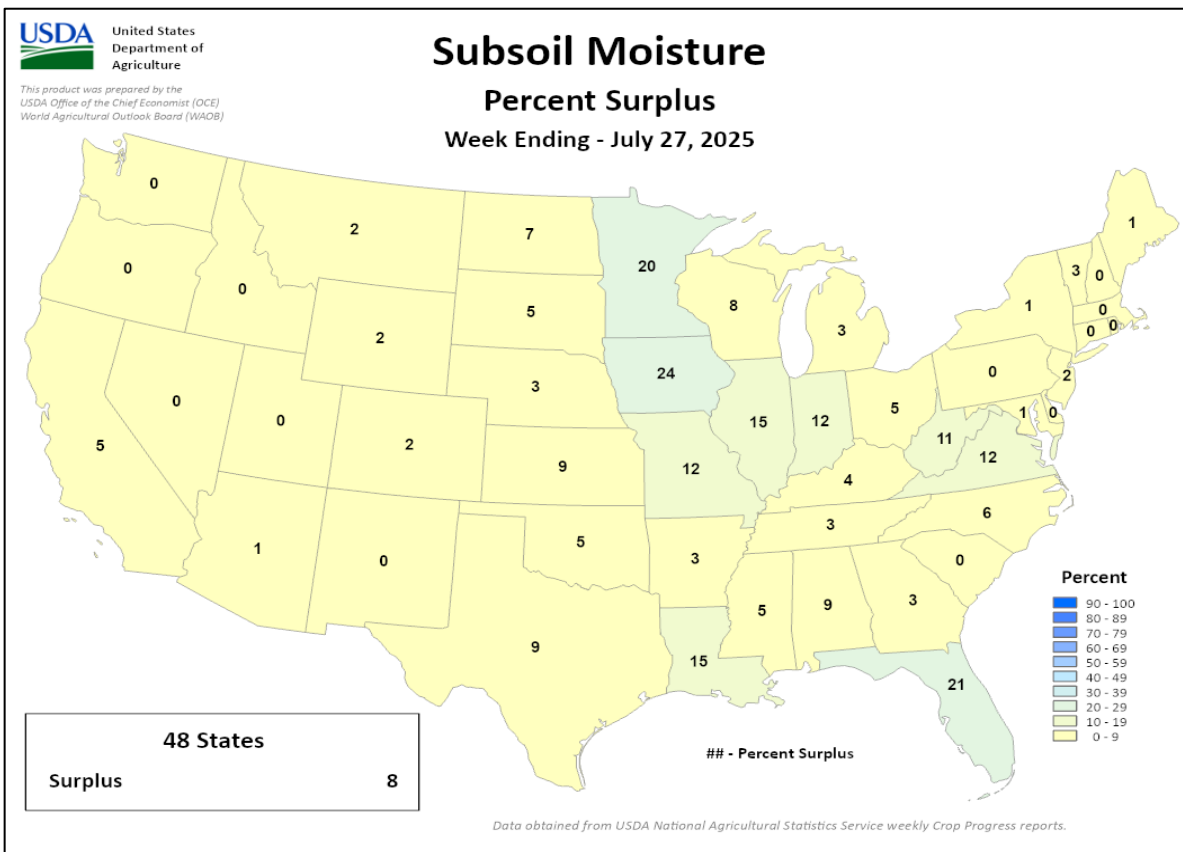 USDA
United States
Department of
Agriculture
This product was prepared by the
USDA Office of the Chief Economist (OCE)
World Agricultural Outlook Board (WAOB)
Subsoil Moisture
Percent Surplus
Week Ending - July 27, 2025
0
2
7
20
1
0
0
5
8
3
3
0
1
2
0
0
0
0
3
24
0
2
5
0
0
2
15
12
5
1
0
5
9
12
11
12
4
1
0
5
3
3
6
0
9
5
9
3
15
21
Percent
90 - 100
80 - 89
70 - 79
60 - 69
50 - 59
40 - 49
30 - 39
20 - 29
10 - 19
0 - 9
48 States
Surplus 8
## - Percent Surplus
Data obtained from USDA National Agricultural Statistics Service weekly Crop Progress reports.